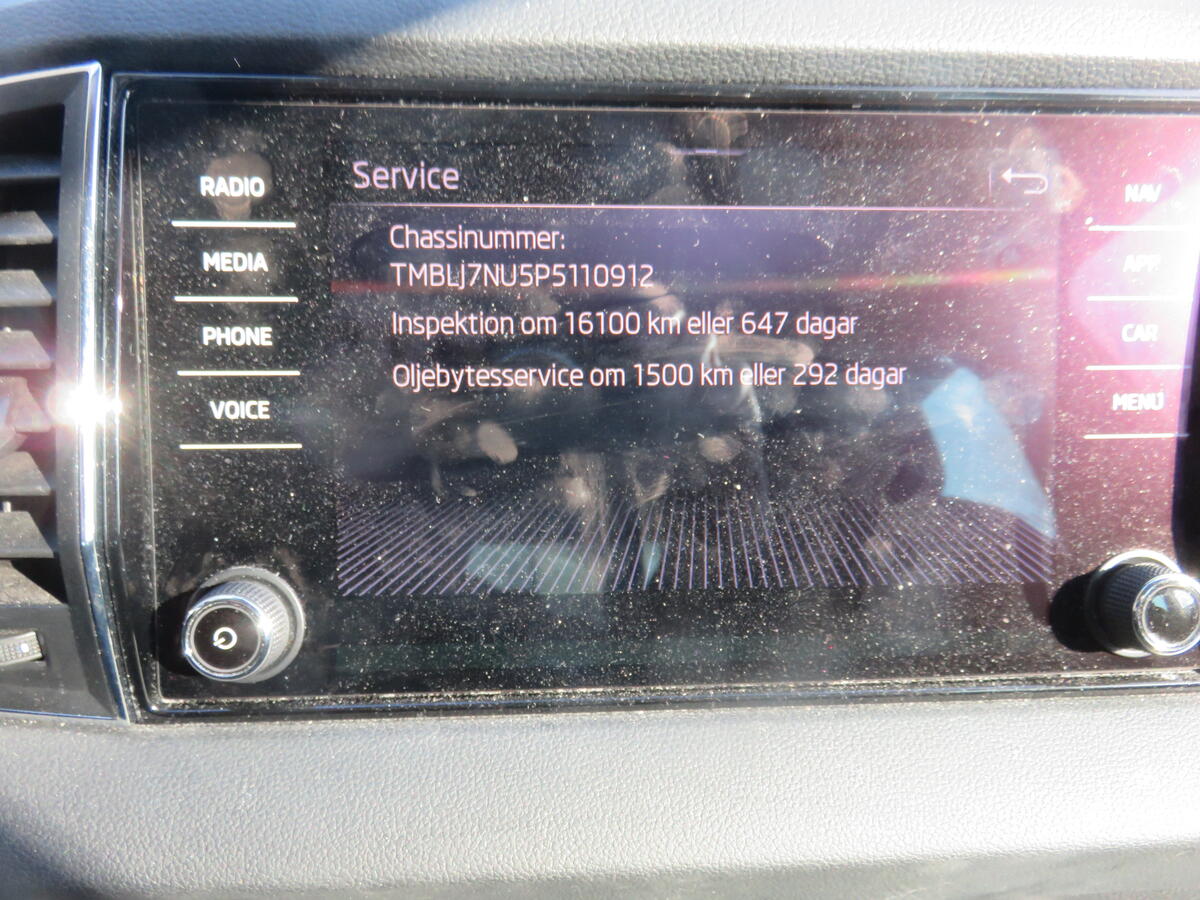 RADIO
MEDIA
PHONE
VOICE
Service
Chassinummer:
TMBLJ7NU5P5110912
Inspektion om 16100 km eller 647 dagar
Oljebytesservice om 1500 km eller 292 dagar
NAV
APP
CAR
MENU